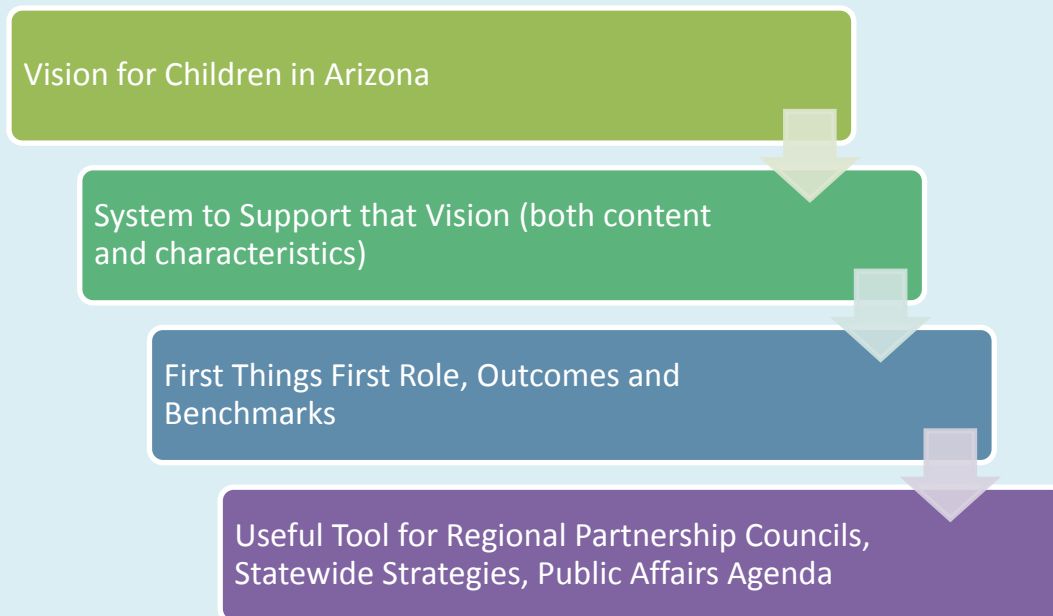 Vision for Children in Arizona
System to Support that Vision (both content
and characteristics)
First Things First Role, Outcomes and
Benchmarks
Useful Tool for Regional Partnership Councils,
Statewide Strategies, Public Affairs Agenda